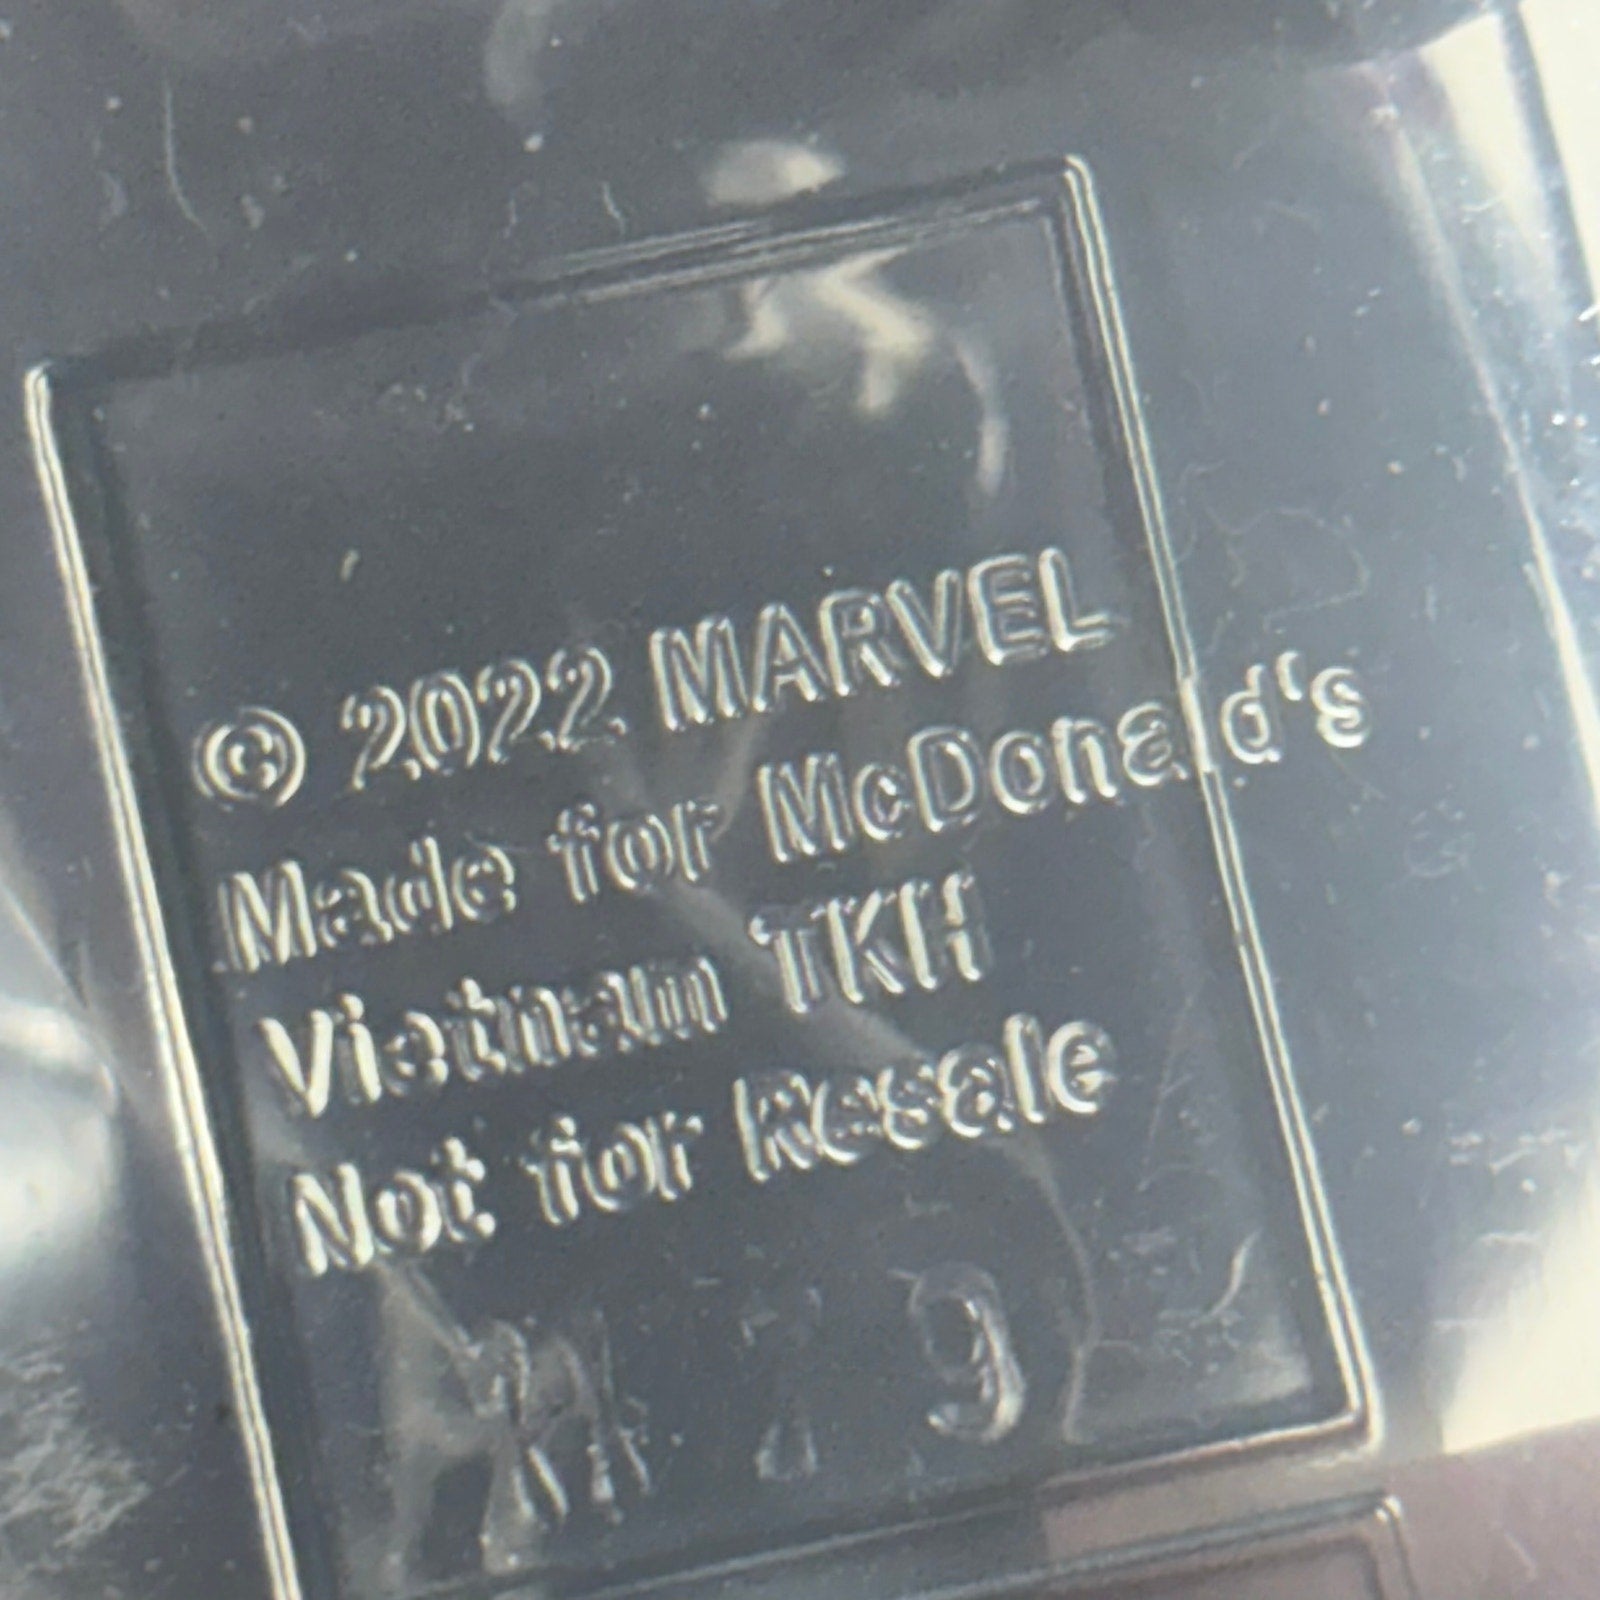 © 2022 MARVEL
Made for McDonald's
Vietnam TKH
Not for Resale